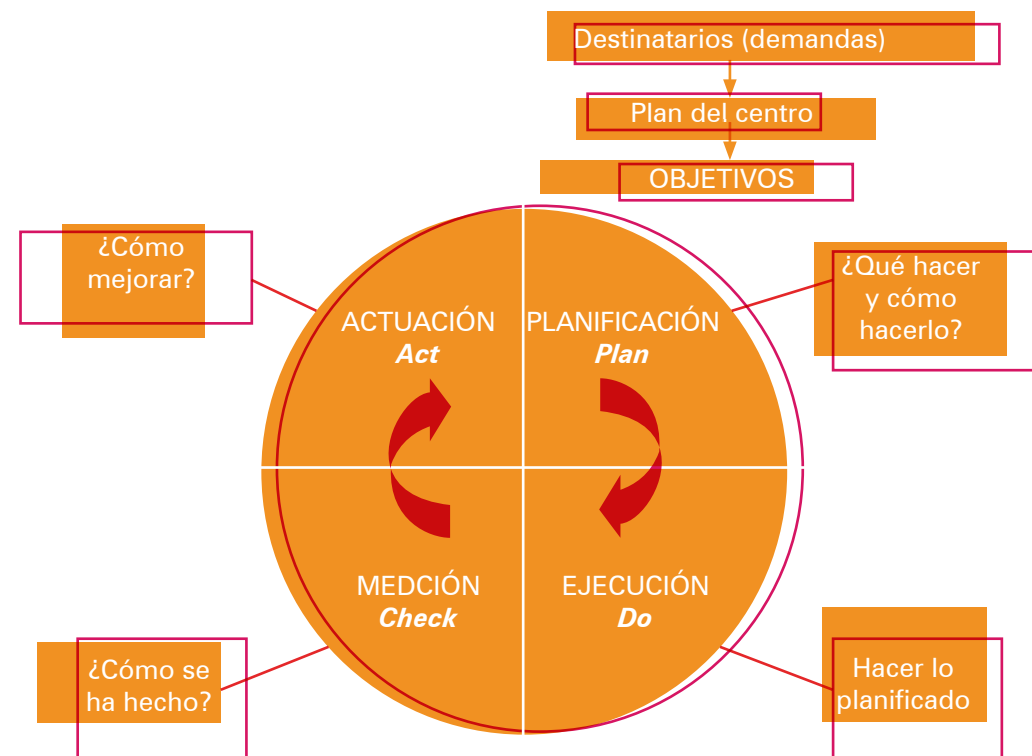 Destinatarios (demandas)
Plan del centro
OBJETIVOS
¿Cómo
mejorar?
¿Qué hacer
y cómo
hacerlo?
ACTUACIÓN
Act
PLANIFICACIÓN
Plan
MEDCIÓN
Check
EJECUCIÓN
Do
¿Cómo se
ha hecho?
Hacer lo
planificado